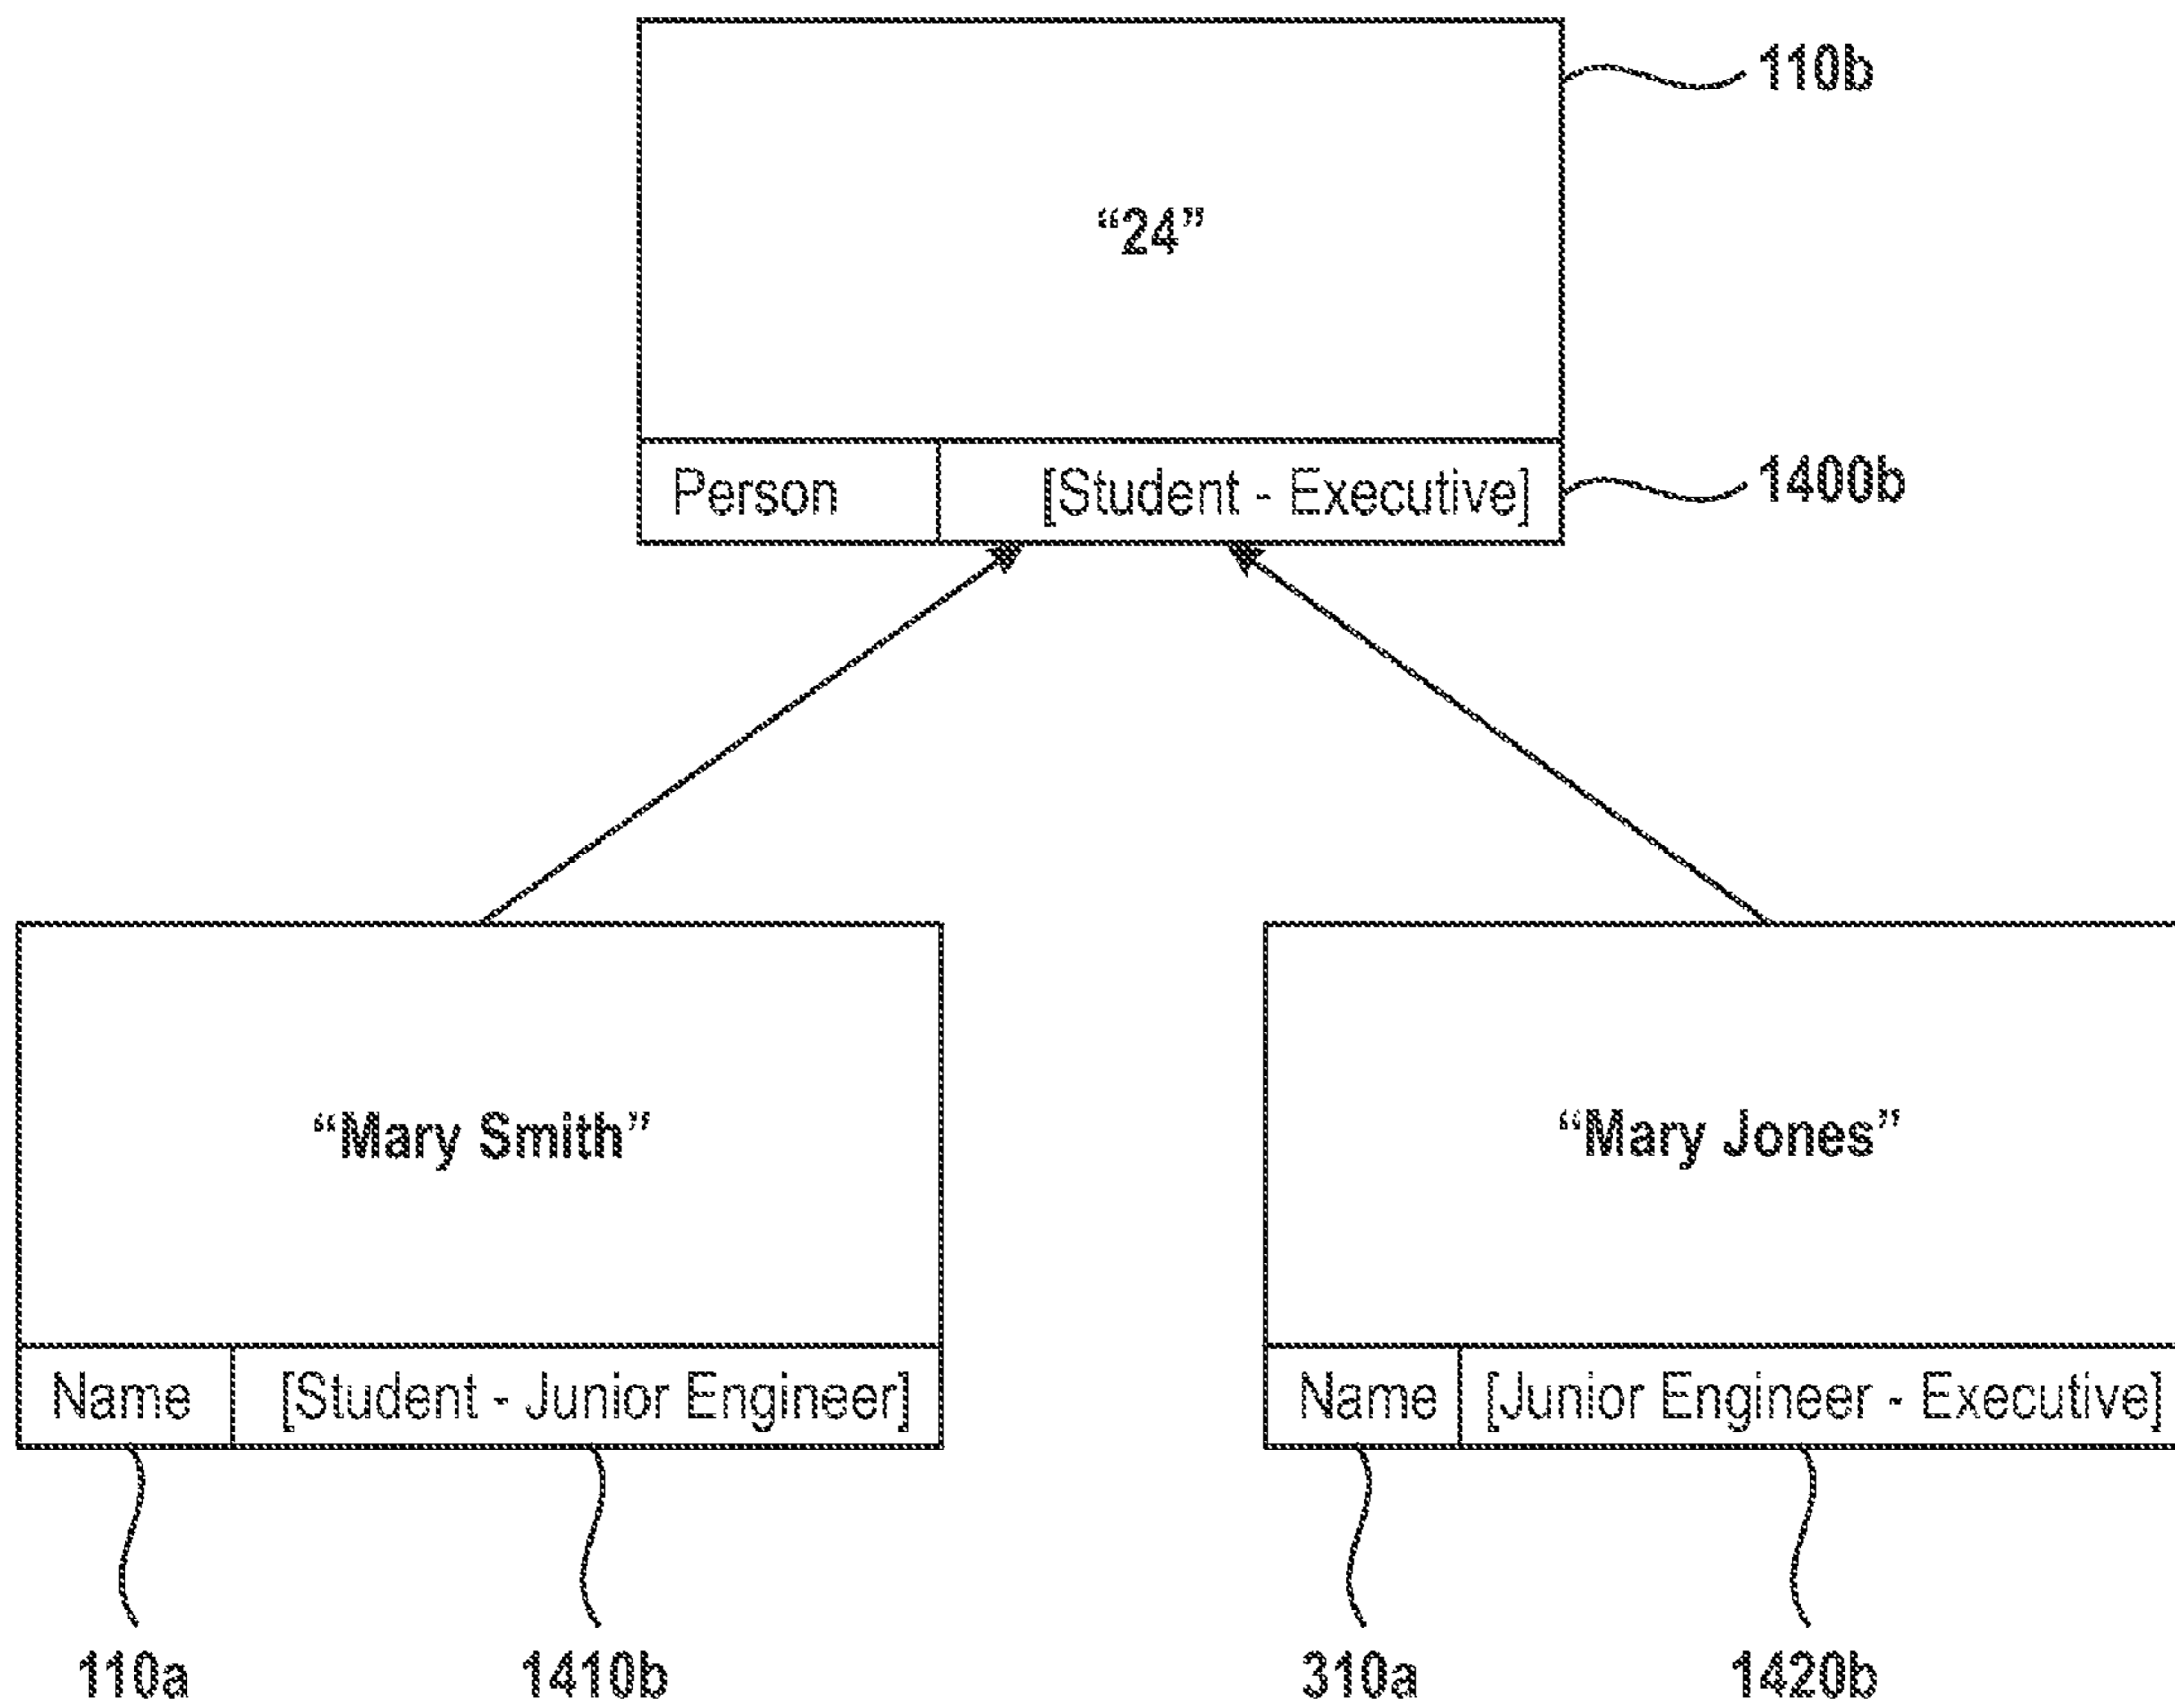 110b
“24”
Person [Student - Executive]
1400b
“Mary Smith”
“Mary Jones”
Name [Student - Junior Engineer]
Name [Junior Engineer - Executive]
110a 1410b 310a 1420b